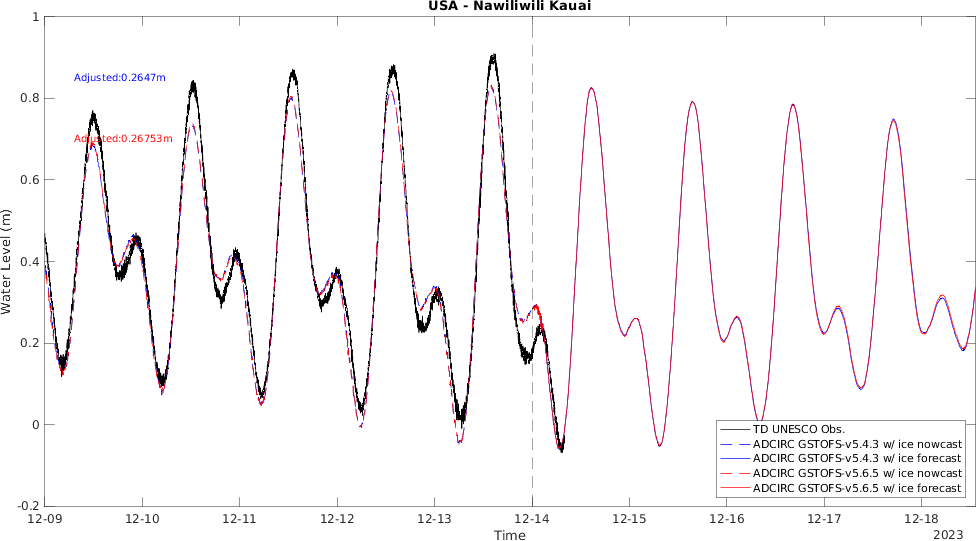 USA - Nawiliwili Kauai
1
0.8
0.6
0.4
0.2
0
-0.2
Water Level (m)
Adjusted:0.2647m
Adjusted:0.26753m
TD UNESCO Obs.
ADCIRC GSTOFS-v5.4.3 w/ ice nowcast
ADCIRC GSTOFS-v5.4.3 w/ ice forecast
ADCIRC GSTOFS-v5.6.5 w/ ice nowcast
ADCIRC GSTOFS-v5.6.5 w/ ice forecast
12-09 12-10 12-11 12-12 12-13 12-14 12-15 12-16 12-17 12-18
Time
2023